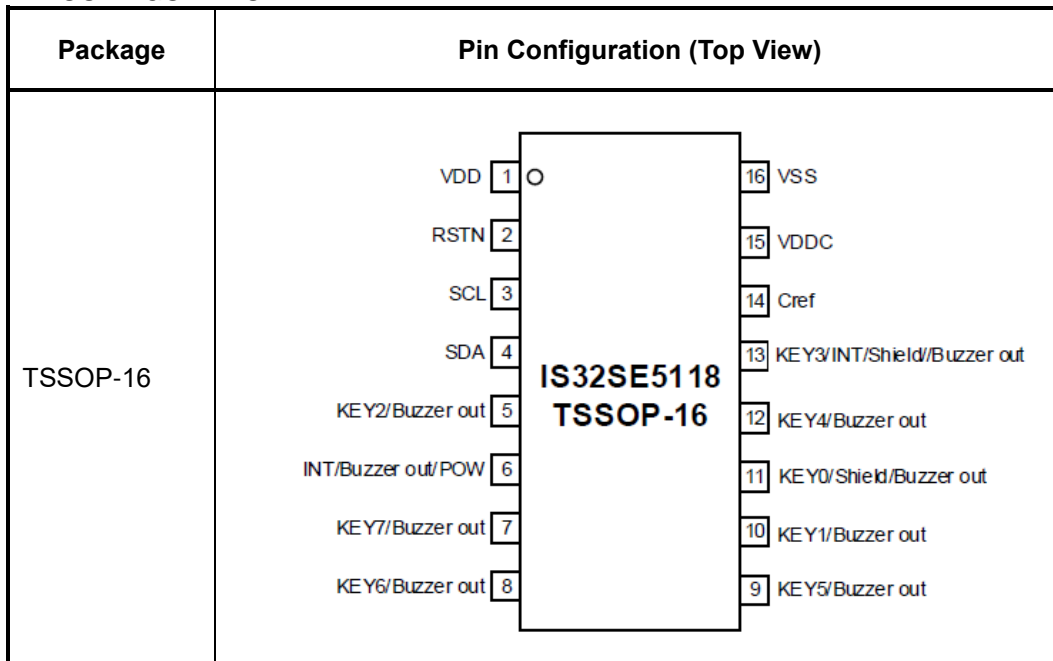 Package
Pin Configuration (Top View)
TSSOP-16
VDD 1
RSTN 2
SCL 3
SDA 4
KEY2/Buzzer out 5
INT/Buzzer out/POW 6
KEY7/Buzzer out 7
KEY6/Buzzer out 8
IS32SE5118
TSSOP-16
16 VSS
15 VDDC
14 Cref
13 KEY3/INT/Shield//Buzzer out
12 KEY4/Buzzer out
11 KEY0/Shield/Buzzer out
10 KEY1/Buzzer out
9 KEY5/Buzzer out